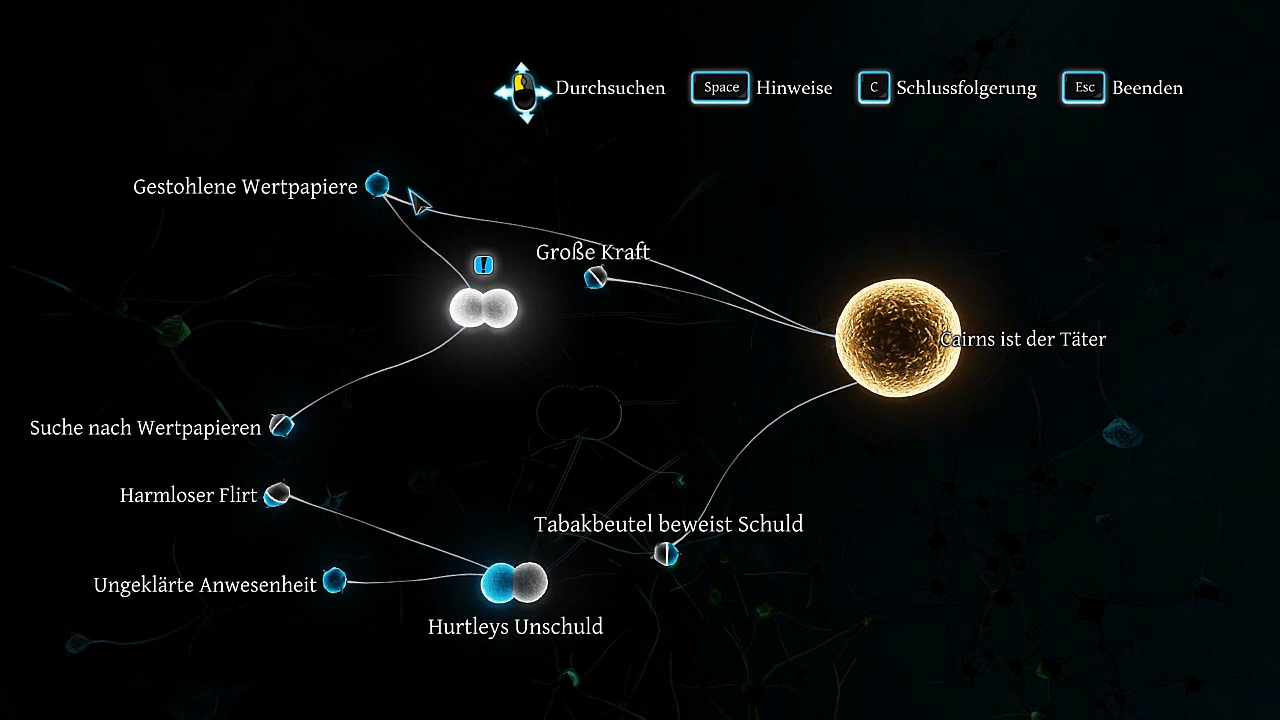 Durchsuchen
Space Hinweise
C Schlussfolgerung
Esc Beenden
Gestohlene Wertpapiere
!
Große Kraft
Cairns ist der Täter
Suche nach Wertpapieren
Harmloser Flirt
Tabakbeutel beweist Schuld
Ungeklärte Anwesenheit
Hurtleys Unschuld